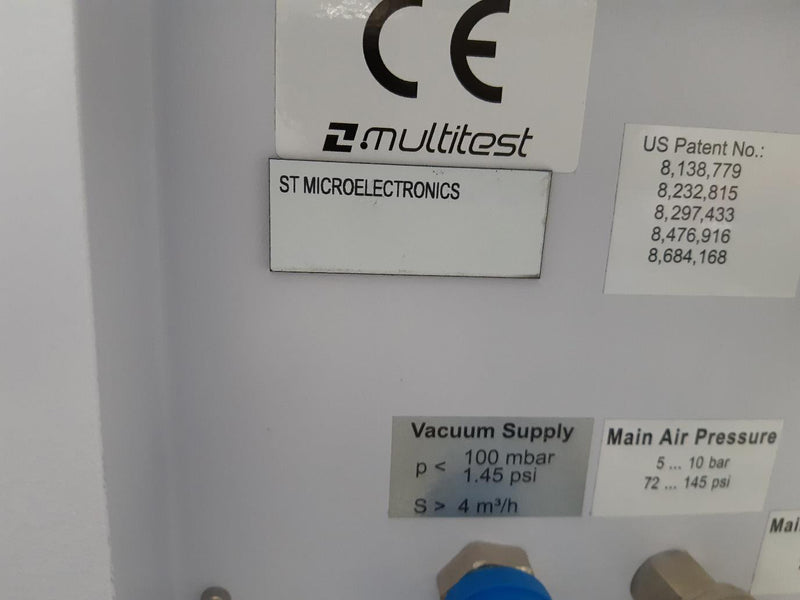 CE
multitest
ST MICROELECTRONICS
US Patent No.:
8,138,779
8,232,815
8,297,433
8,476,916
8,684,168
Vacuum Supply
p < 100 mbar
1.45 psi
S > 4 m³/h
Main Air Pressure
5 ... 10 bar
72 ... 145 psi
Mai